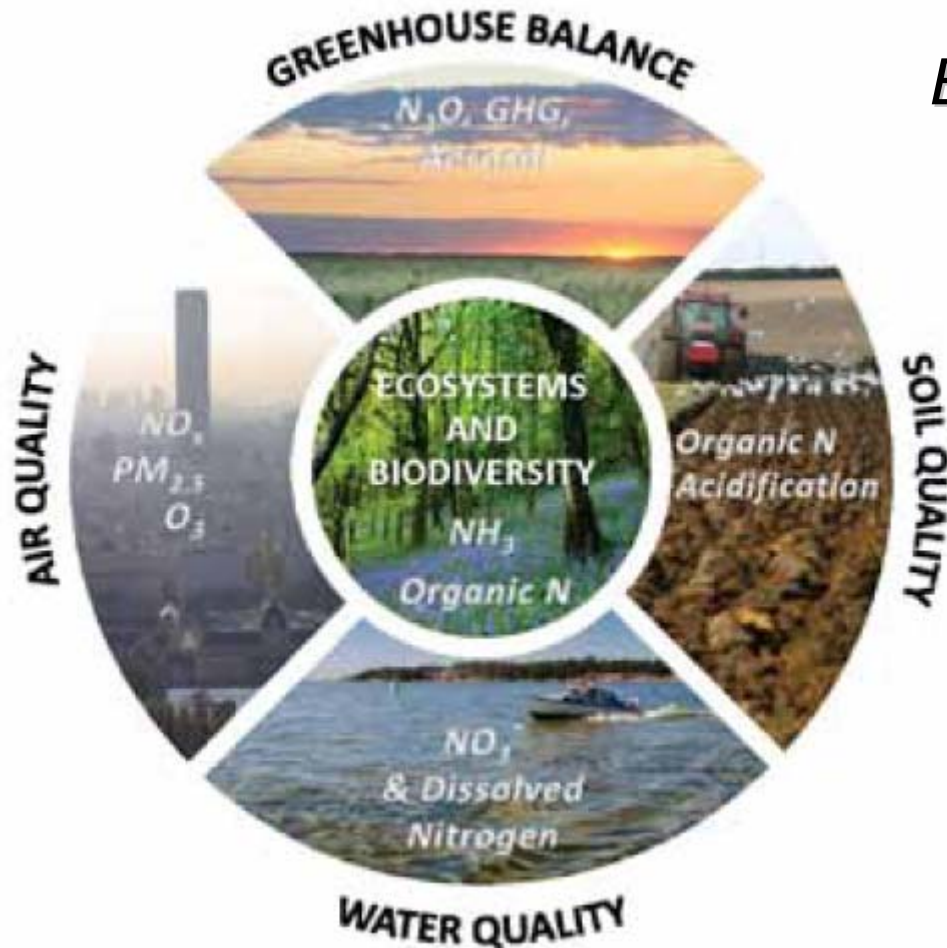 GREENHOUSE BALANCE
N₂O, GHG,
AIR QUALITY
NOₓ
PM₂.₅
O₃
ECOSYSTEMS
AND
BIODIVERSITY
NH₃
Organic N
SOIL QUALITY
Organic N
Acidification
NO₃
& Dissolved
Nitrogen
WATER QUALITY